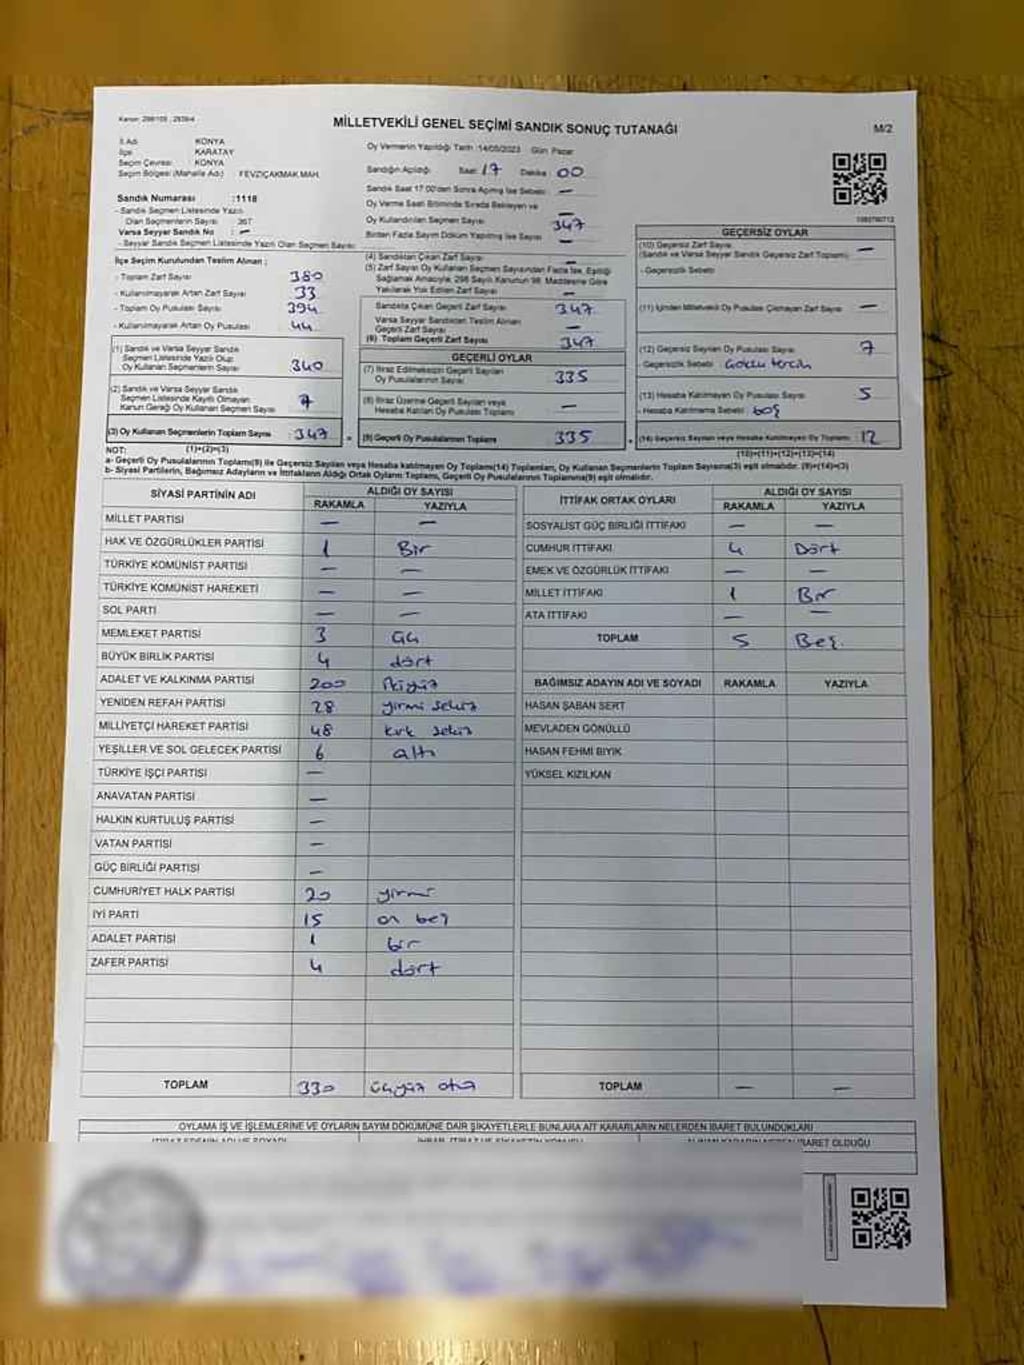 Kanun: 298/105 ; 2839/4
MİLLETVEKİLİ GENEL SEÇİMİ SANDIK SONUÇ TUTANAĞI
M/2
İl Adı KONYA
İlçe KARATAY
Seçim Çevresi KONYA
Seçim Bölgesi (Mahalle Adı) FEVZİÇAKMAK MAH.
Sandık Numarası :1118
- Sandık Seçmen Listesinde Yazılı
Olan Seçmenlerin Sayısı 367
Varsa Seyyar Sandık No : —
- Seyyar Sandık Seçmen Listesinde Yazılı Olan Seçmen Sayısı:
İlçe Seçim Kurulundan Teslim Alınan :
- Toplam Zarf Sayısı 380
- Kullanılmayarak Artan Zarf Sayısı 33
- Toplam Oy Pusulası Sayısı 394
- Kullanılmayarak Artan Oy Pusulası 44
(1) Sandık ve Varsa Seyyar Sandık
Seçmen Listesinde Yazılı Olup
Oy Kullanan Seçmenlerin Sayısı 340
(2) Sandık ve Varsa Seyyar Sandık
Seçmen Listesinde Kayıtlı Olmayan
Kanun Gereği Oy Kullanan Seçmen Sayısı 7
(3) Oy Kullanan Seçmenlerin Toplam Sayısı 347
Oy Vermenin Yapıldığı Tarih :14/05/2023 Gün Pazar
Sandığın Açıldığı Saat 17 Dakika 00
Sandık Saat 17:00'den Sonra Açılmış İse Sebebi —
Oy Verme Saati Bitiminde Sırada Bekleyen ve
Oy Kullandırılan Seçmen Sayısı 347
Birden Fazla Sayım Döküm Yapılmış İse Sayısı —
(4) Sandıktan Çıkan Zarf Sayısı —
(5) Zarf Sayısı Oy Kullanan Seçmen Sayısından Fazla İse, Eşitliği
Sağlamak Amacıyla, 298 Sayılı Kanunun 98. Maddesine Göre
Yakılarak Yok Edilen Zarf Sayısı —
Sandıkta Çıkan Geçerli Zarf Sayısı 347
Varsa Seyyar Sandıktan Teslim Alınan
Geçerli Zarf Sayısı —
(6) Toplam Geçerli Zarf Sayısı 347
GEÇERLİ OYLAR
(7) İtiraz Edilmeksizin Geçerli Sayılan
Oy Pusulalarının Sayısı 335
(8) İtiraz Üzerine Geçerli Sayılan veya
Hesaba Katılan Oy Pusulaları Toplamı —
(9) Geçerli Oy Pusulalarının Toplamı 335
GEÇERSİZ OYLAR
(10) Geçersiz Zarf Sayısı
(Sandık ve Varsa Seyyar Sandık Geçersiz Zarf Toplamı) —
- Geçersizlik Sebebi
(11) İçinden Milletvekili Oy Pusulası Çıkmayan Zarf Sayısı —
(12) Geçersiz Sayılan Oy Pusulası Sayısı 7
- Geçersizlik Sebebi Çoklu tercih
(13) Hesaba Katılmayan Oy Pusulası Sayısı 5
- Hesaba Katılmama Sebebi boş
(14) Geçersiz Sayılan veya Hesaba Katılmayan Oy Toplamı 12
(10)+(11)+(12)+(13)=(14)
NOT: (1)+(2)=(3)
a- Geçerli Oy Pusulalarının Toplamı(9) ile Geçersiz Sayılan veya Hesaba katılmayan Oy Toplamı(14) Toplamları, Oy Kullanan Seçmenlerin Toplam Sayısına(3) eşit olmalıdır. (9)+(14)=(3)
b- Siyasi Partilerin, Bağımsız Adayların ve İttifakların Aldığı Ortak Oyların Toplamı, Geçerli Oy Pusulalarının Toplamına(9) eşit olmalıdır.
SİYASİ PARTİNİN ADI ALDIĞI OY SAYISI
RAKAMLA YAZIYLA
MİLLET PARTİSİ — —
HAK VE ÖZGÜRLÜKLER PARTİSİ 1 Bir
TÜRKİYE KOMÜNİST PARTİSİ — —
TÜRKİYE KOMÜNİST HAREKETİ — —
SOL PARTİ — —
MEMLEKET PARTİSİ 3 üç
BÜYÜK BİRLİK PARTİSİ 4 dört
ADALET VE KALKINMA PARTİSİ 200 İkiyüz
YENİDEN REFAH PARTİSİ 28 yirmi sekiz
MİLLİYETÇİ HAREKET PARTİSİ 48 kırk sekiz
YEŞİLLER VE SOL GELECEK PARTİSİ 6 altı
TÜRKİYE İŞÇİ PARTİSİ —
ANAVATAN PARTİSİ —
HALKIN KURTULUŞ PARTİSİ —
VATAN PARTİSİ —
GÜÇ BİRLİĞİ PARTİSİ —
CUMHURİYET HALK PARTİSİ 20 yirmi
İYİ PARTİ 15 on beş
ADALET PARTİSİ 1 bir
ZAFER PARTİSİ 4 dört
TOPLAM 330 üçyüz otuz
İTTİFAK ORTAK OYLARI ALDIĞI OY SAYISI
RAKAMLA YAZIYLA
SOSYALİST GÜÇ BİRLİĞİ İTTİFAKI — —
CUMHUR İTTİFAKI 4 Dört
EMEK VE ÖZGÜRLÜK İTTİFAKI — —
MİLLET İTTİFAKI 1 Bir
ATA İTTİFAKI — —
TOPLAM 5 Beş
BAĞIMSIZ ADAYIN ADI VE SOYADI RAKAMLA YAZIYLA
HASAN ŞABAN SERT
MEVLADEN GÖNÜLLÜ
HASAN FEHMİ BIYIK
YÜKSEL KIZILKAN
TOPLAM — —
OYLAMA İŞ VE İŞLEMLERİNE VE OYLARIN SAYIM DÖKÜMÜNE DAİR ŞİKAYETLERLE BUNLARA AİT KARARLARIN NELERDEN İBARET BULUNDUKLARI
İBARET OLDUĞU